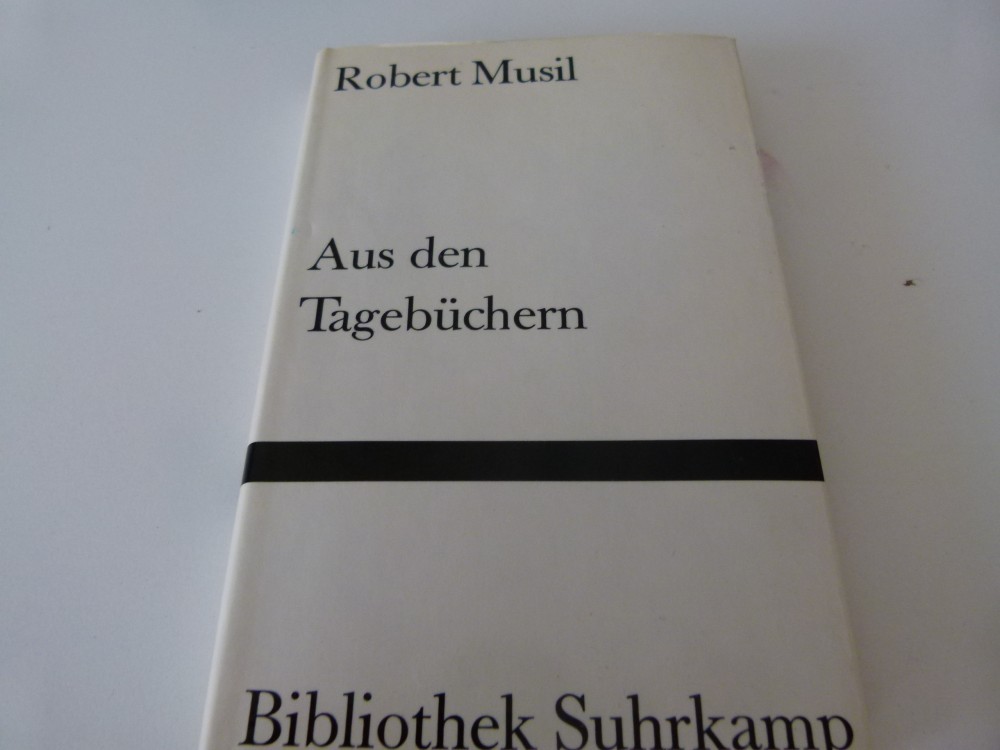 Robert Musil
Aus den
Tagebüchern
Bibliothek Suhrkamp